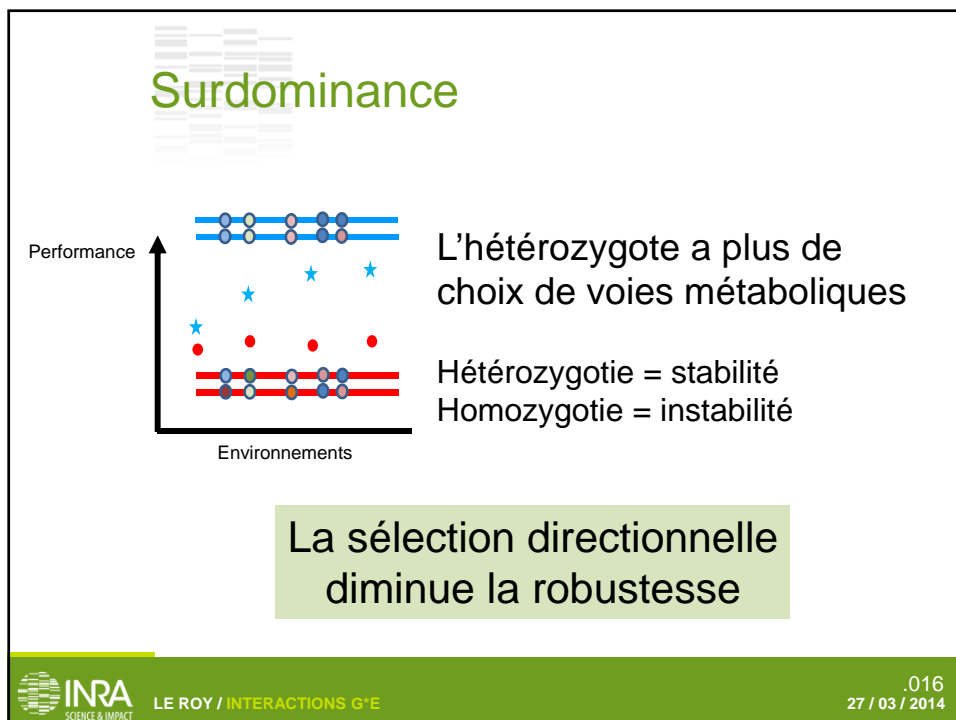 Surdominance
Performance
L'hétérozygote a plus de
choix de voies métaboliques
Hétérozygotie = stabilité
Homozygotie = instabilité
Environnements
La sélection directionnelle
diminue la robustesse
INRA
SCIENCE & IMPACT
LE ROY / INTERACTIONS G*E
.016
27 / 03 / 2014